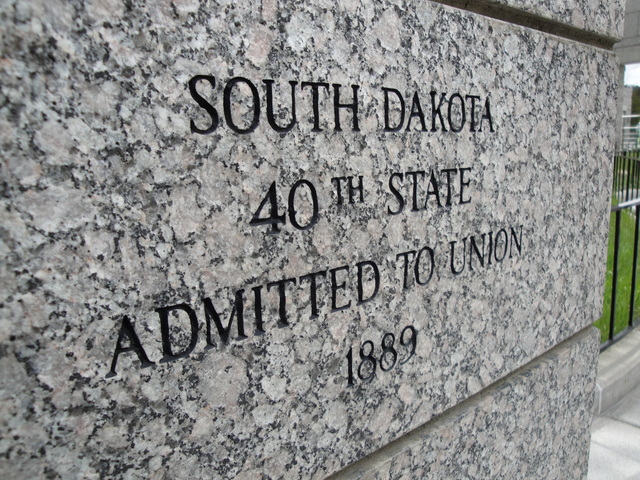 SOUTH DAKOTA
40TH STATE
ADMITTED TO UNION
1889